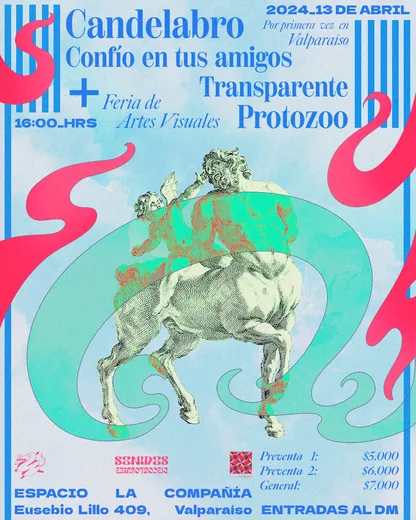 2024_13 DE ABRIL
Candelabro
Por primera vez en
Valparaíso
Confío en tus amigos
Transparente
+ Feria de
Artes Visuales
Protozoo
16:00_HRS
SENIDOS
Preventa 1: $5.000
Preventa 2: $6.000
General: $7.000
ESPACIO LA COMPAÑÍA
Eusebio Lillo 409, Valparaiso
ENTRADAS AL DM